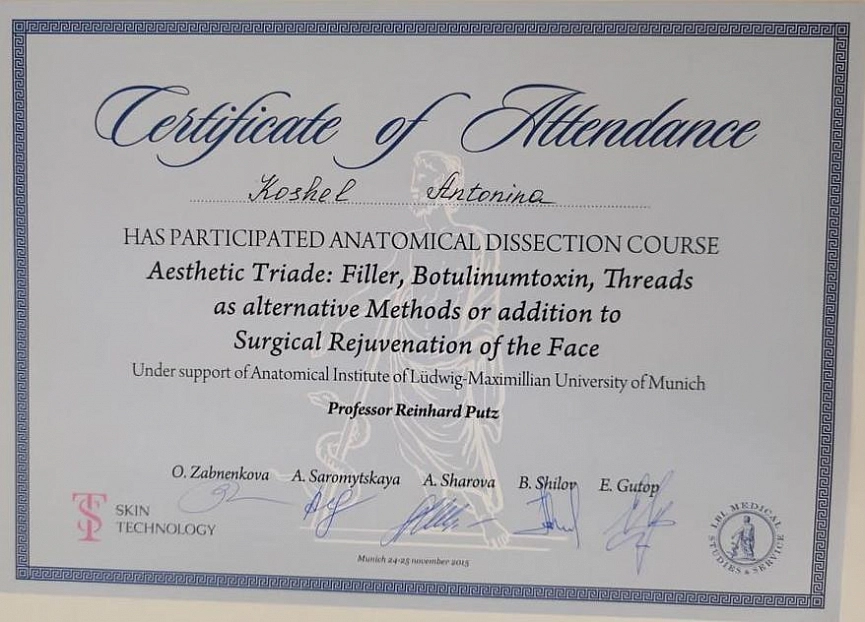 Certificate of Attendance
Koshel Antonina
HAS PARTICIPATED ANATOMICAL DISSECTION COURSE
Aesthetic Triade: Filler, Botulinumtoxin, Threads
as alternative Methods or addition to
Surgical Rejuvenation of the Face
Under support of Anatomical Institute of Lüdwig-Maximillian University of Munich
Professor Reinhard Putz
O. Zabnenkova A. Saromytskaya A. Sharova B. Shilov E. Gutop
TS SKIN
TECHNOLOGY
LBL MEDICAL
STUDIES & SERVICE
Munich 24-25 november 2015